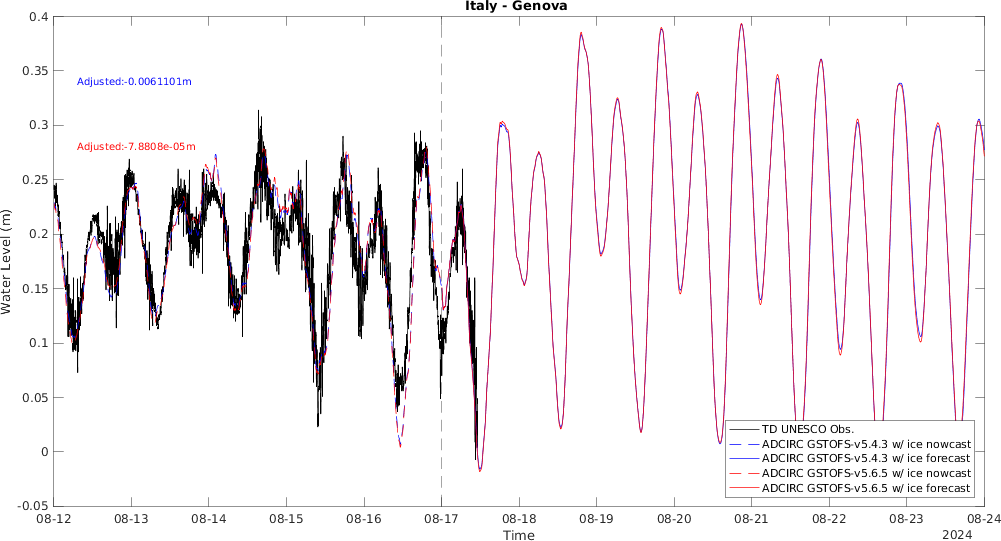 Italy - Genova
Adjusted:-0.0061101m
Adjusted:-7.8808e-05m
Water Level (m)
0.4
0.35
0.3
0.25
0.2
0.15
0.1
0.05
0
-0.05
TD UNESCO Obs.
ADCIRC GSTOFS-v5.4.3 w/ ice nowcast
ADCIRC GSTOFS-v5.4.3 w/ ice forecast
ADCIRC GSTOFS-v5.6.5 w/ ice nowcast
ADCIRC GSTOFS-v5.6.5 w/ ice forecast
08-12 08-13 08-14 08-15 08-16 08-17 08-18 08-19 08-20 08-21 08-22 08-23 08-24
Time
2024